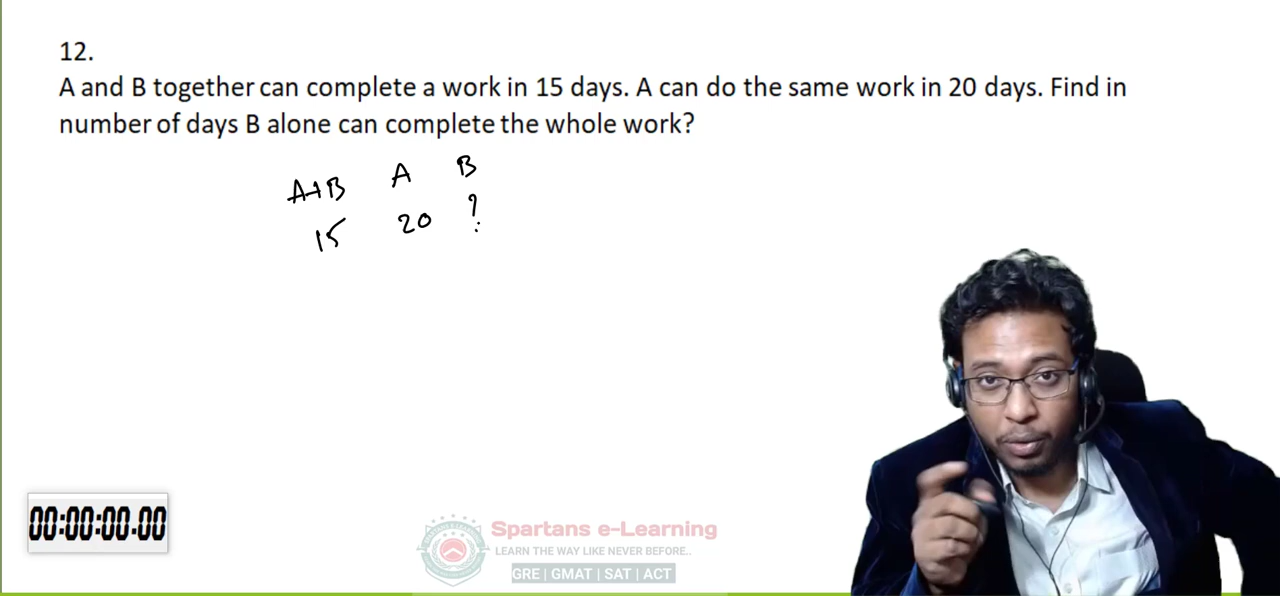 12.
A and B together can complete a work in 15 days. A can do the same work in 20 days. Find in
number of days B alone can complete the whole work?
A+B A B
15 20 ?
00:00:00.00
Spartans e-Learning
LEARN THE WAY LIKE NEVER BEFORE..
GRE | GMAT | SAT | ACT